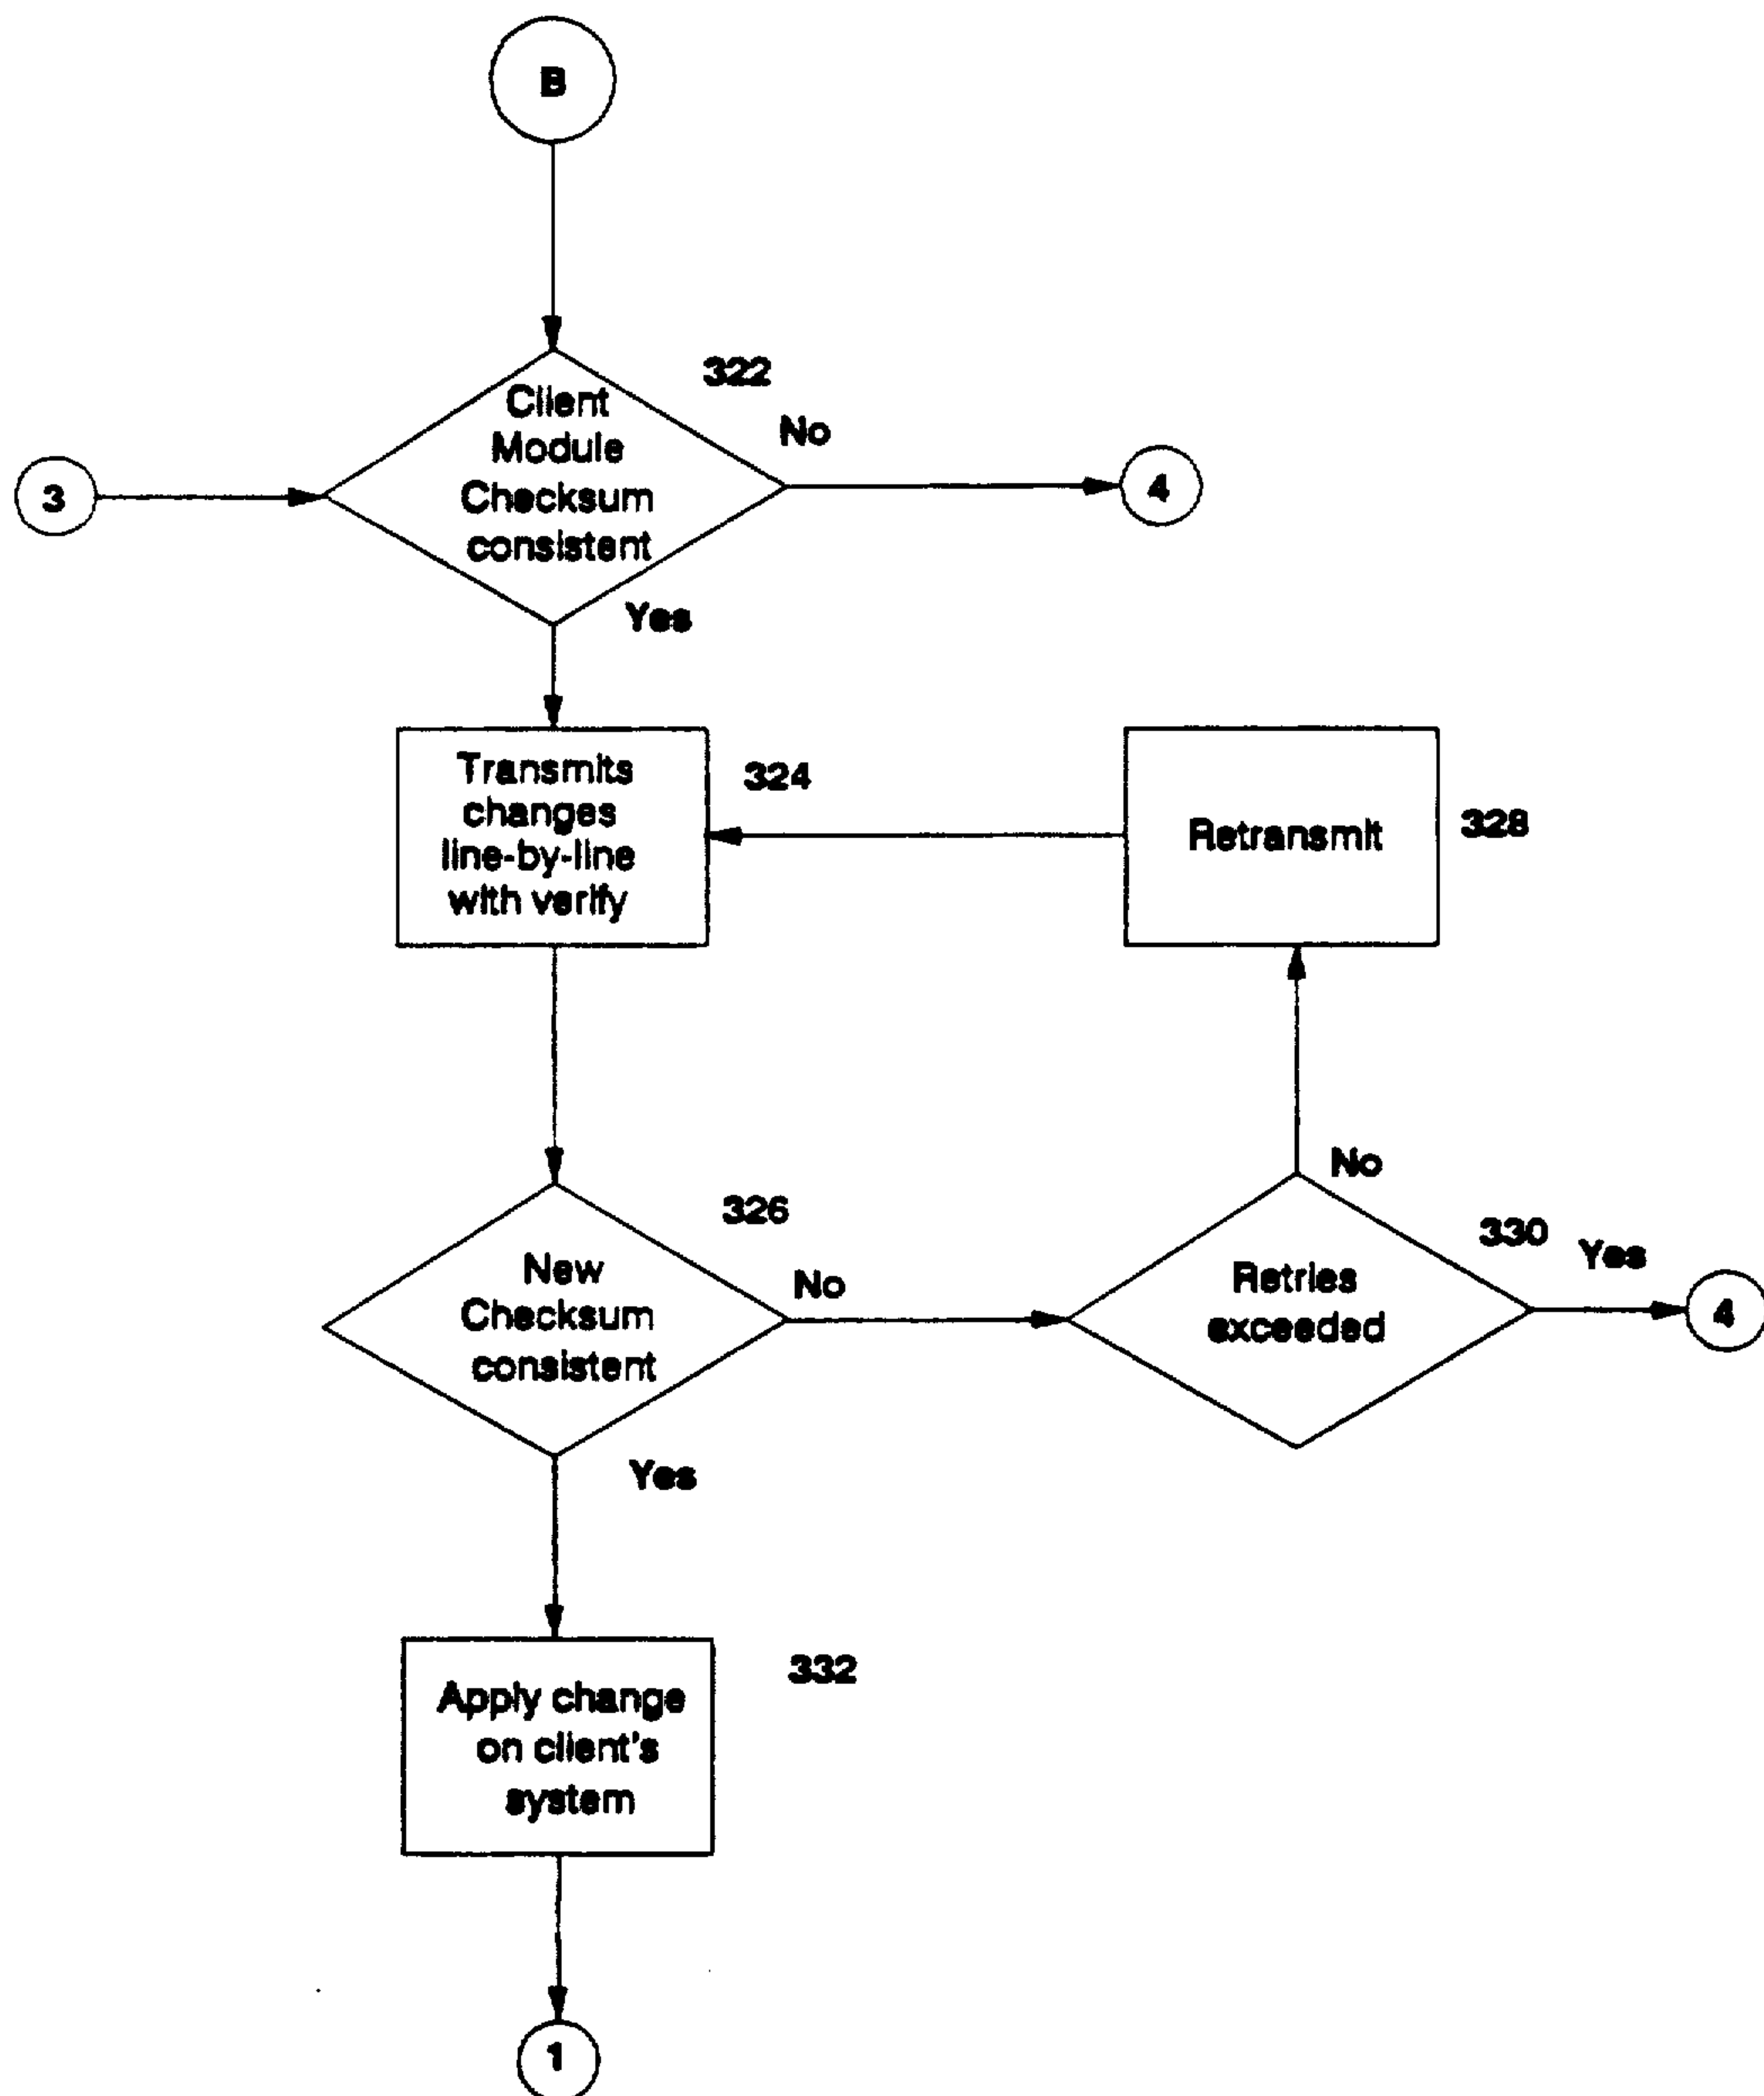 B
322
Client
Module
Checksum
consistent
No
3
4
Yes
Transmits
changes
line-by-line
with verify
324
Retransmit
328
No
326
330
Yes
New
Checksum
consistent
No
Retries
exceeded
4
Yes
332
Apply change
on client's
system
1